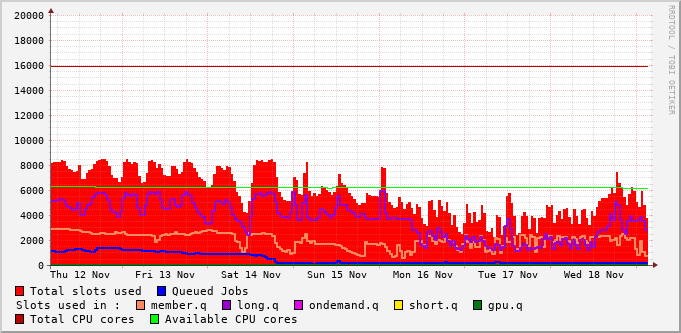 20000
18000
16000
14000
12000
10000
8000
6000
4000
2000
0
Thu 12 Nov Fri 13 Nov Sat 14 Nov Sun 15 Nov Mon 16 Nov Tue 17 Nov Wed 18 Nov
RRDTOOL / TOBI OETIKER
Total slots used Queued Jobs
Slots used in : member.q long.q ondemand.q short.q gpu.q
Total CPU cores Available CPU cores